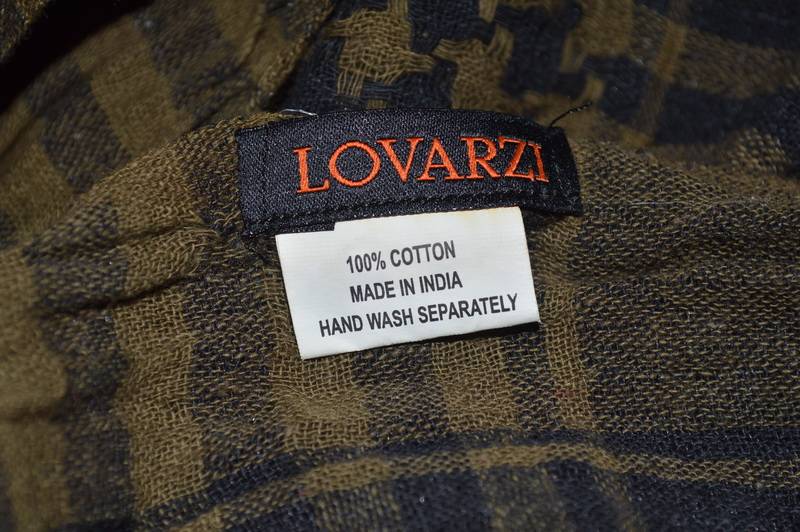 LOVARZI
100% COTTON
MADE IN INDIA
HAND WASH SEPARATELY